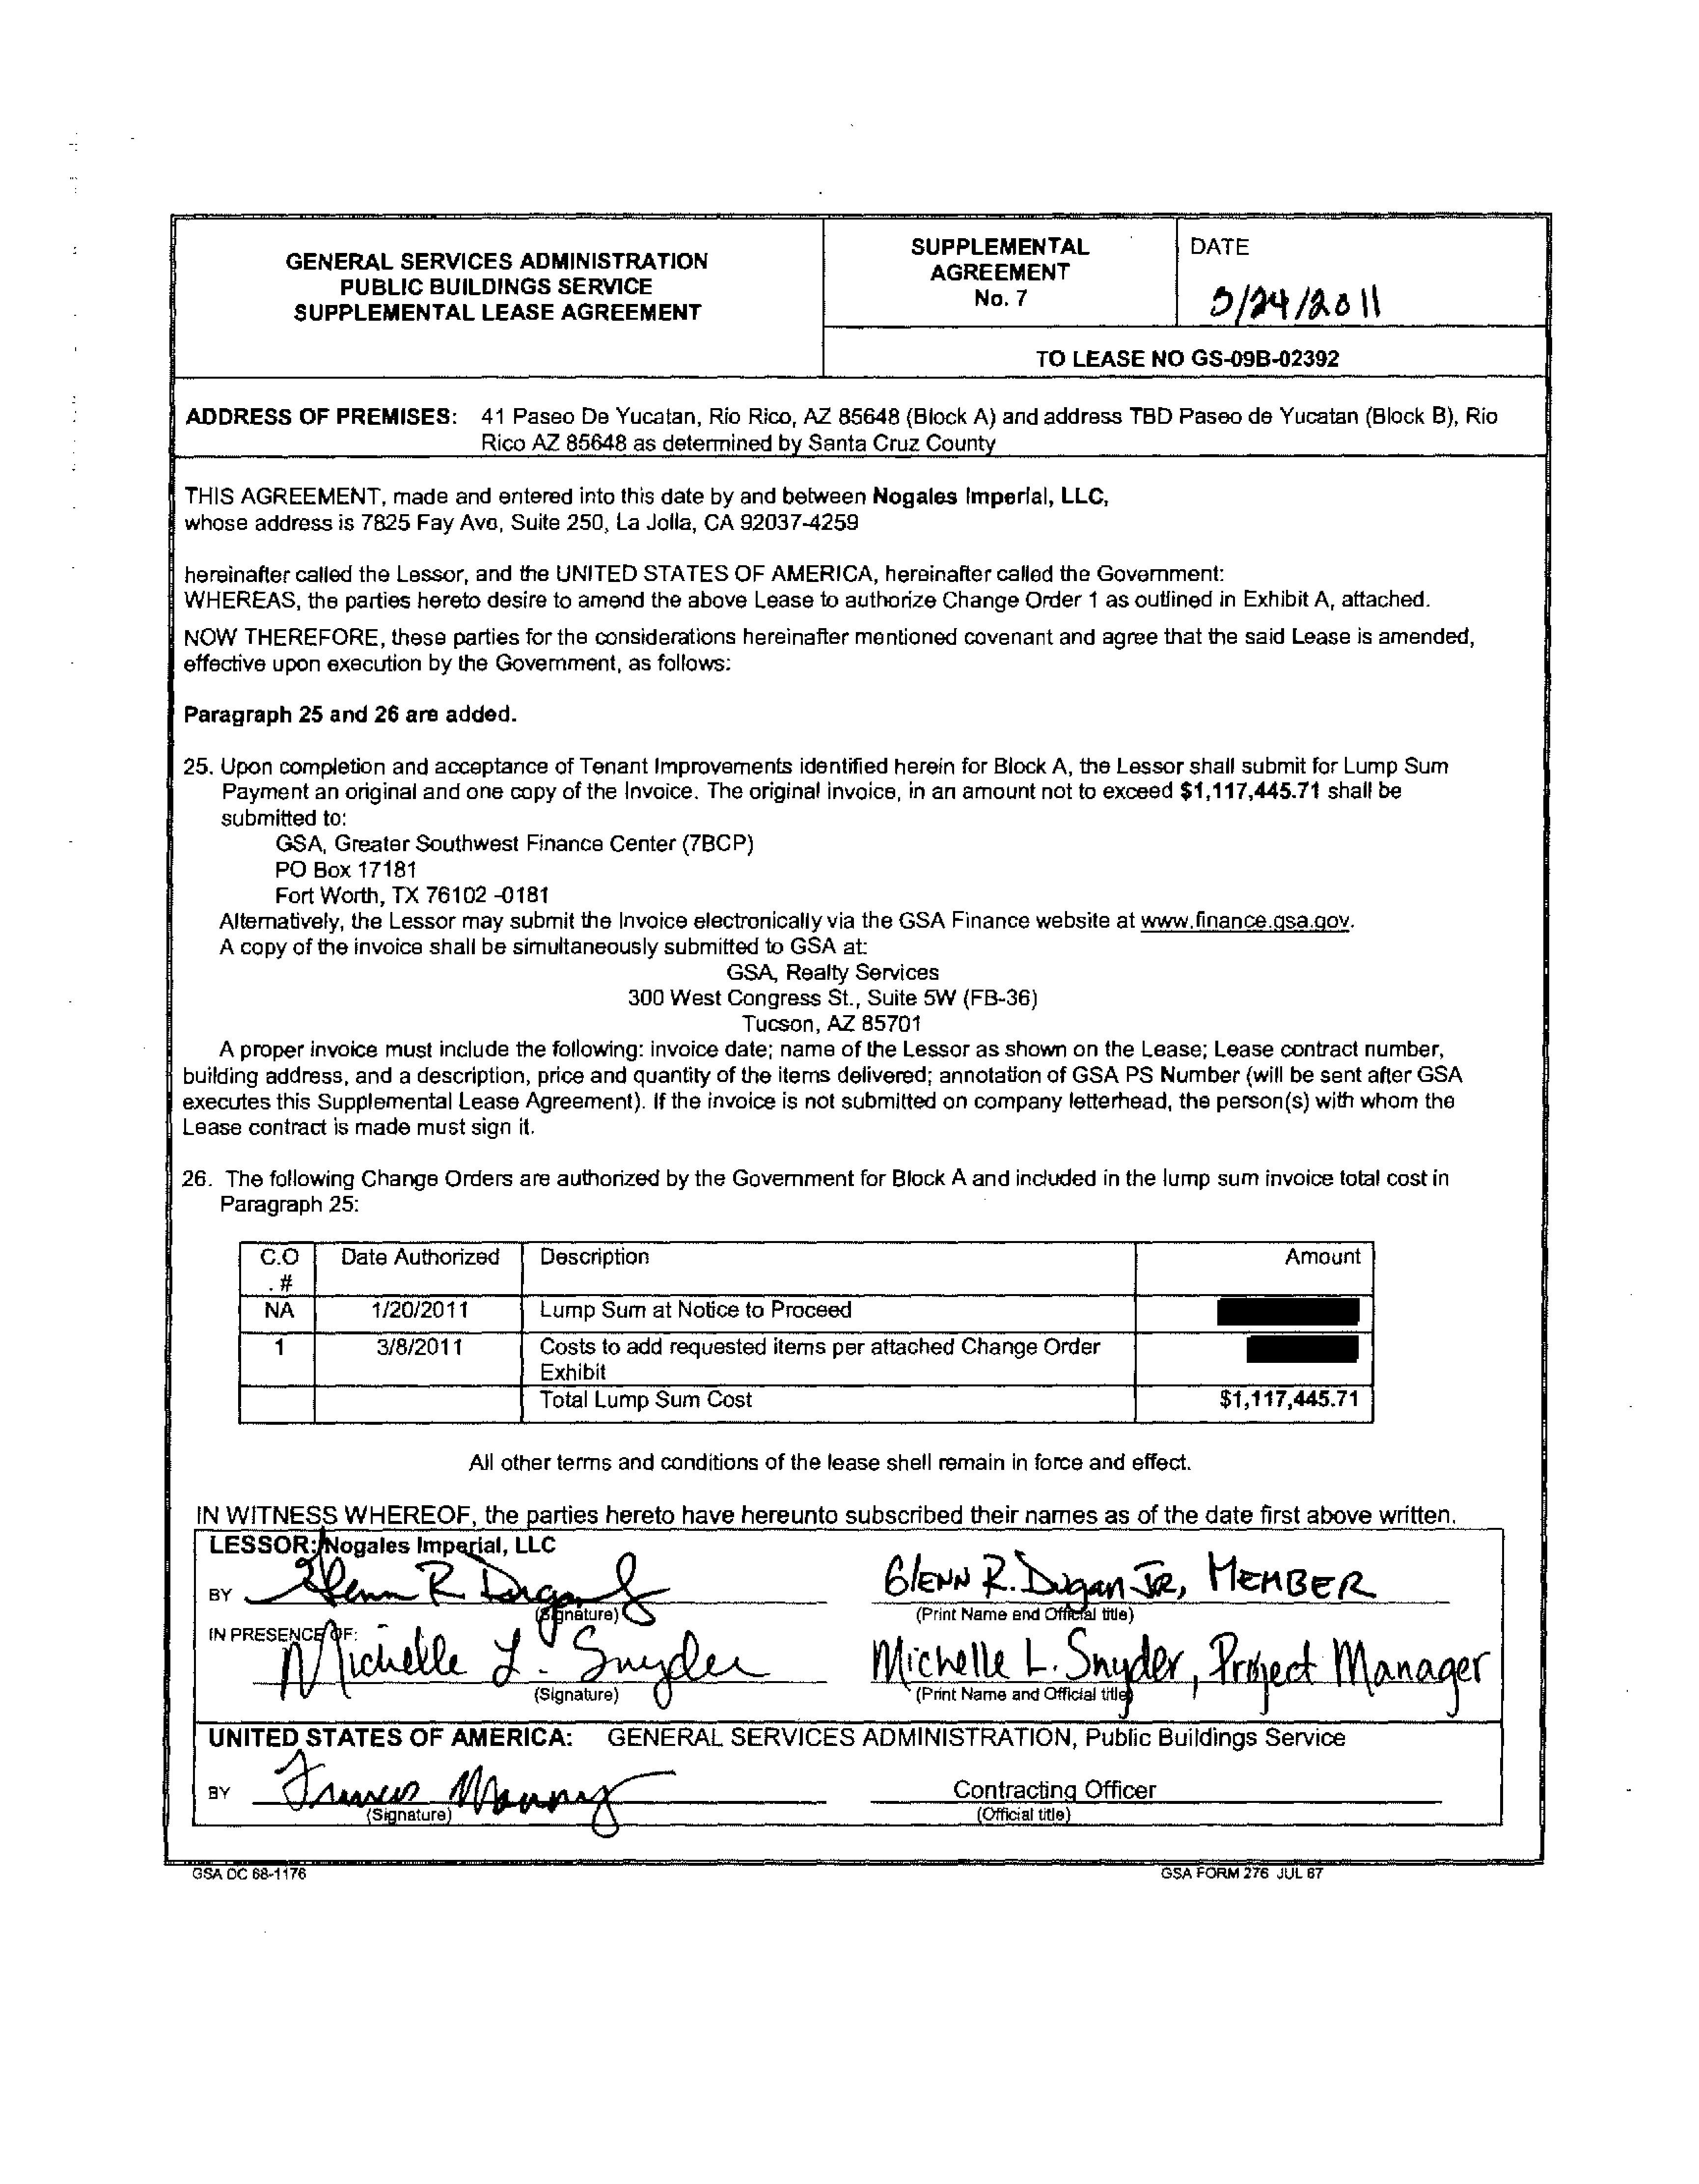 GENERAL SERVICES ADMINISTRATION
PUBLIC BUILDINGS SERVICE
SUPPLEMENTAL LEASE AGREEMENT
SUPPLEMENTAL
AGREEMENT
No. 7
DATE
/24/2011
TO LEASE NO GS-09B-02392
ADDRESS OF PREMISES: 41 Paseo De Yucatan, Rio Rico, AZ 85648 (Block A) and address TBD Paseo de Yucatan (Block B), Rio
Rico AZ 85648 as determined by Santa Cruz County
THIS AGREEMENT, made and entered into this date by and between Nogales Imperial, LLC,
whose address is 7825 Fay Ave, Suite 250, La Jolla, CA 92037-4259
hereinafter called the Lessor, and the UNITED STATES OF AMERICA, hereinafter called the Government:
WHEREAS, the parties hereto desire to amend the above Lease to authorize Change Order 1 as outlined in Exhibit A, attached.
NOW THEREFORE, these parties for the considerations hereinafter mentioned covenant and agree that the said Lease is amended,
effective upon execution by the Government, as follows:
Paragraph 25 and 26 are added.
25. Upon completion and acceptance of Tenant Improvements identified herein for Block A, the Lessor shall submit for Lump Sum
Payment an original and one copy of the Invoice. The original invoice, in an amount not to exceed $1,117,445.71 shall be
submitted to:
GSA, Greater Southwest Finance Center (7BCP)
PO Box 17181
Fort Worth, TX 76102 -0181
Alternatively, the Lessor may submit the Invoice electronically via the GSA Finance website at www.finance.gsa.gov.
A copy of the invoice shall be simultaneously submitted to GSA at:
GSA, Realty Services
300 West Congress St., Suite 5W (FB-36)
Tucson, AZ 85701
A proper invoice must include the following: invoice date; name of the Lessor as shown on the Lease; Lease contract number,
building address, and a description, price and quantity of the items delivered; annotation of GSA PS Number (will be sent after GSA
executes this Supplemental Lease Agreement). If the invoice is not submitted on company letterhead, the person(s) with whom the
Lease contract is made must sign it.
26. The following Change Orders are authorized by the Government for Block A and included in the lump sum invoice total cost in
Paragraph 25:
C.O Date Authorized Description Amount
. #
NA 1/20/2011 Lump Sum at Notice to Proceed
1 3/8/2011 Costs to add requested items per attached Change Order
Exhibit
Total Lump Sum Cost $1,117,445.71
All other terms and conditions of the lease shell remain in force and effect.
IN WITNESS WHEREOF, the parties hereto have hereunto subscribed their names as of the date first above written.
LESSOR: Nogales Imperial, LLC
BY Glenn R Dugan Jr GLENN R. Dugan JR, MEMBER
(Signature) (Print Name and Official title)
IN PRESENCE OF:
Michelle L. Snyder Michelle L. Snyder, Project Manager
(Signature) (Print Name and Official title)
UNITED STATES OF AMERICA: GENERAL SERVICES ADMINISTRATION, Public Buildings Service
BY Contracting Officer
(Signature) (Official title)
GSA DC 68-1176 GSA FORM 276 JUL 67